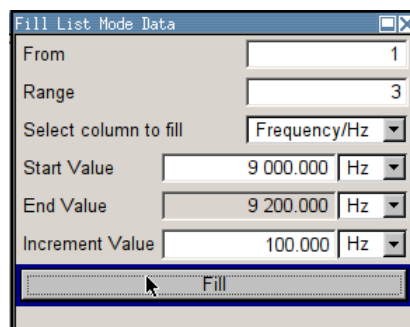 Fill List Mode Data
From 1
Range 3
Select column to fill Frequency/Hz
Start Value 9 000.000 Hz
End Value 9 200.000 Hz
Increment Value 100.000 Hz
Fill